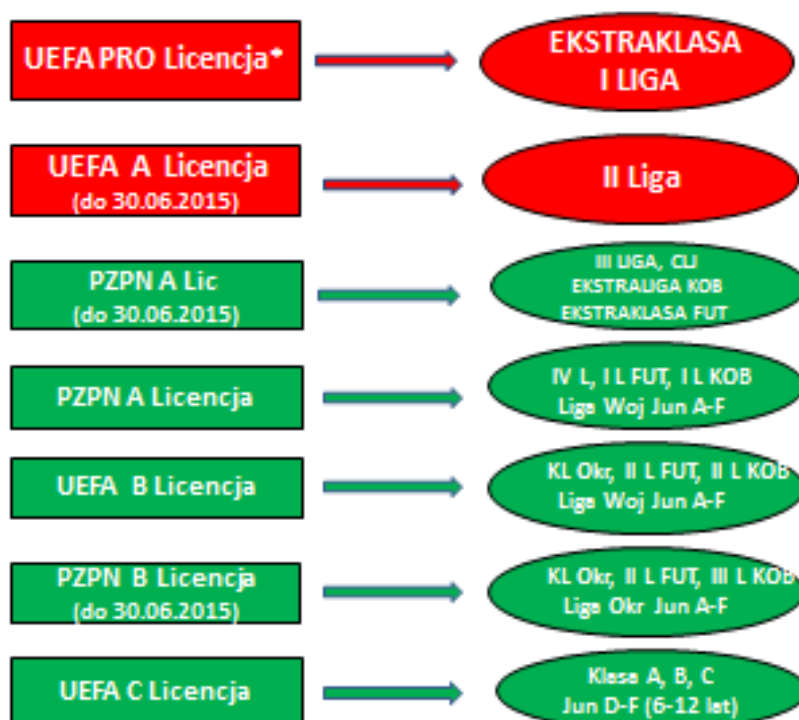 UEFA PRO Licencja*
EKSTRAKLASA
I LIGA
UEFA A Licencja
(do 30.06.2015)
II Liga
PZPN A Lic
(do 30.06.2015)
III LIGA, CLJ
EKSTRALIGA KOB
EKSTRAKLASA FUT
PZPN A Licencja
IV L, I L FUT, I L KOB
Liga Woj Jun A-F
UEFA B Licencja
KL Okr, II L FUT, II L KOB
Liga Woj Jun A-F
PZPN B Licencja
(do 30.06.2015)
KL Okr, II L FUT, III L KOB
Liga Okr Jun A-F
UEFA C Licencja
Klasa A, B, C
Jun D-F (6-12 lat)